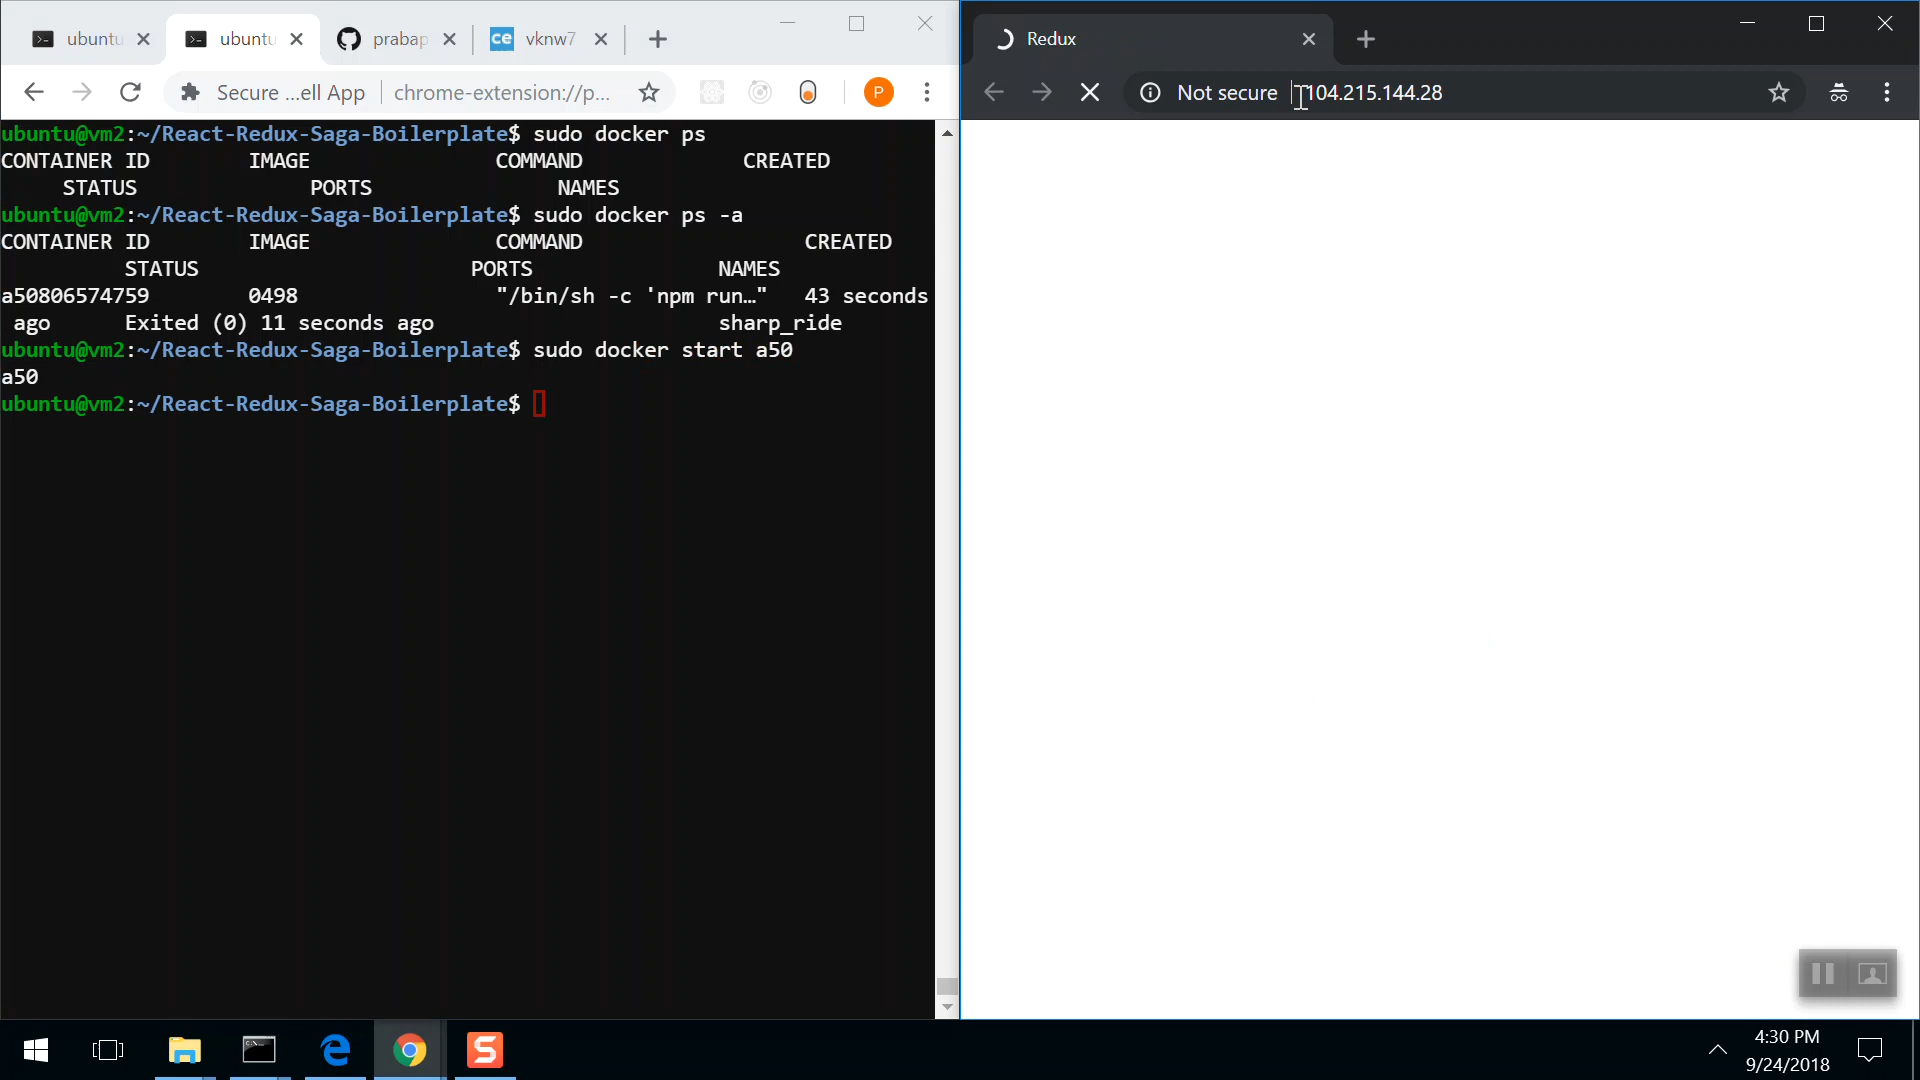 ubuntu
ubuntu
prabap
ce vknw7
Secure ...ell App chrome-extension://p... P
ubuntu@vm2:~/React-Redux-Saga-Boilerplate$ sudo docker ps
CONTAINER ID IMAGE COMMAND CREATED
STATUS PORTS NAMES
ubuntu@vm2:~/React-Redux-Saga-Boilerplate$ sudo docker ps -a
CONTAINER ID IMAGE COMMAND CREATED
STATUS PORTS NAMES
a50806574759 0498 "/bin/sh -c 'npm run…" 43 seconds
ago Exited (0) 11 seconds ago sharp_ride
ubuntu@vm2:~/React-Redux-Saga-Boilerplate$ sudo docker start a50
a50
ubuntu@vm2:~/React-Redux-Saga-Boilerplate$
Redux
Not secure 104.215.144.28
4:30 PM
9/24/2018